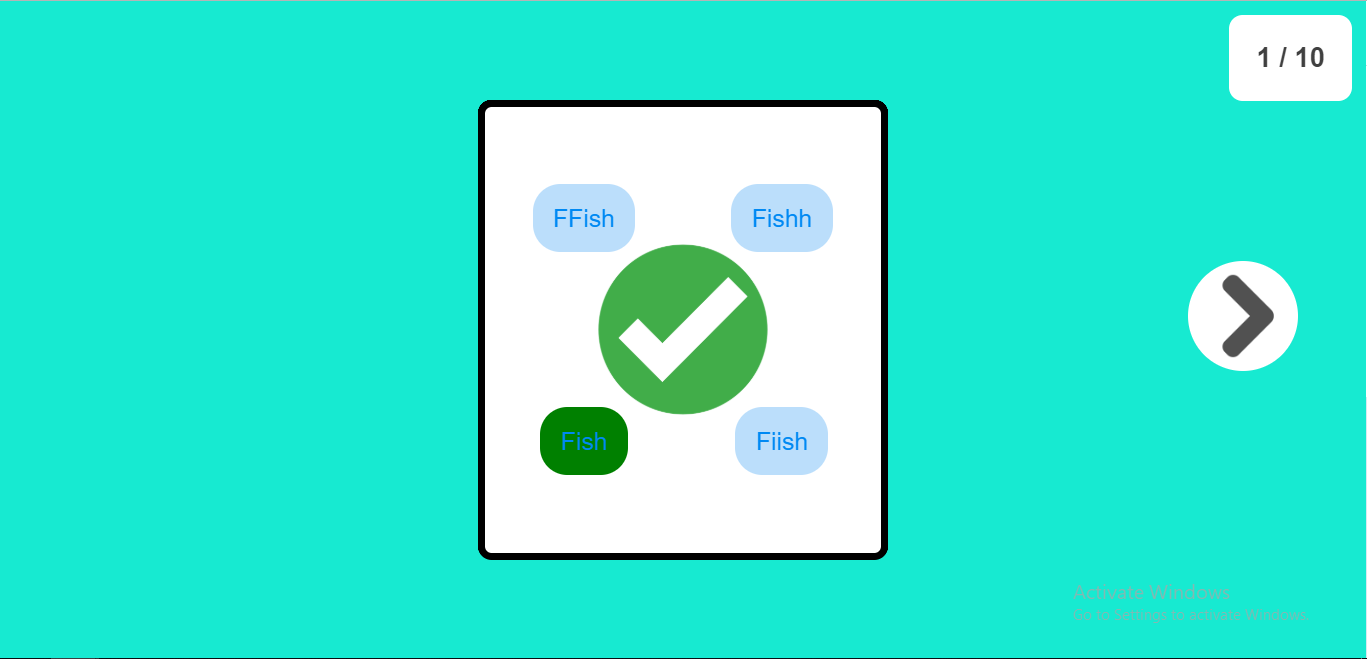 1 / 10
FFish
Fishh
Fish
Fiish
Activate Windows
Go to Settings to activate Windows.